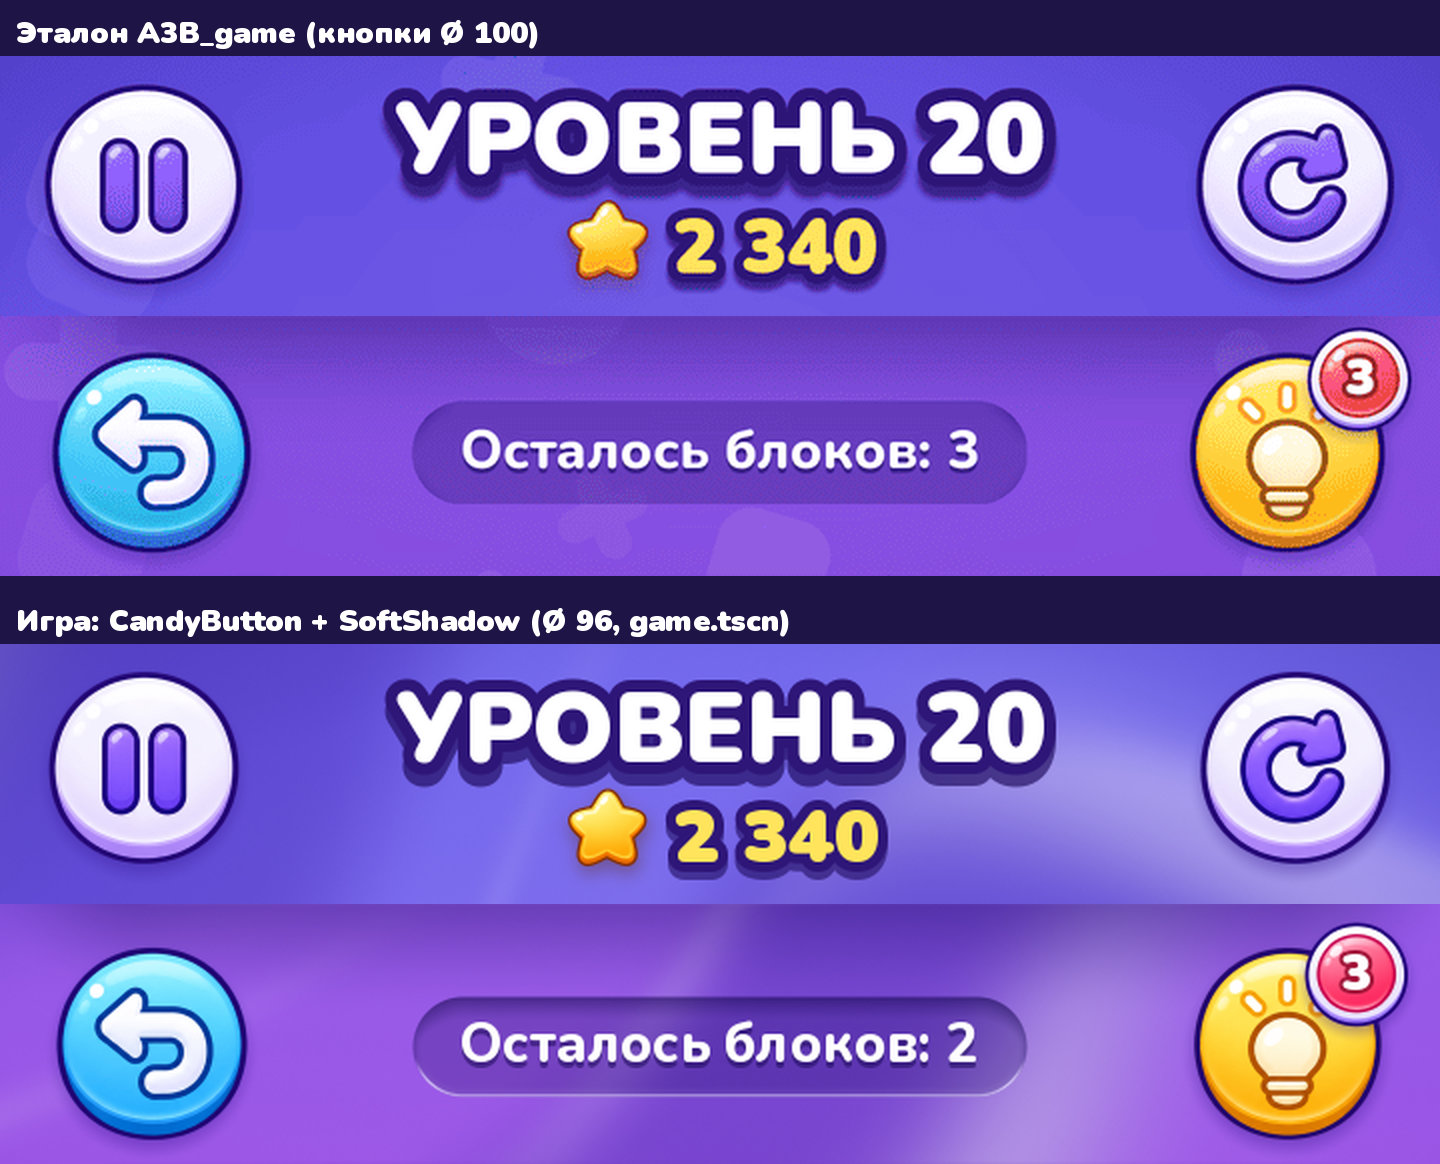 Эталон A3B_game (кнопки Ø 100)
УРОВЕНЬ 20
2 340
3
Осталось блоков: 3
Игра: CandyButton + SoftShadow (Ø 96, game.tscn)
УРОВЕНЬ 20
2 340
3
Осталось блоков: 2